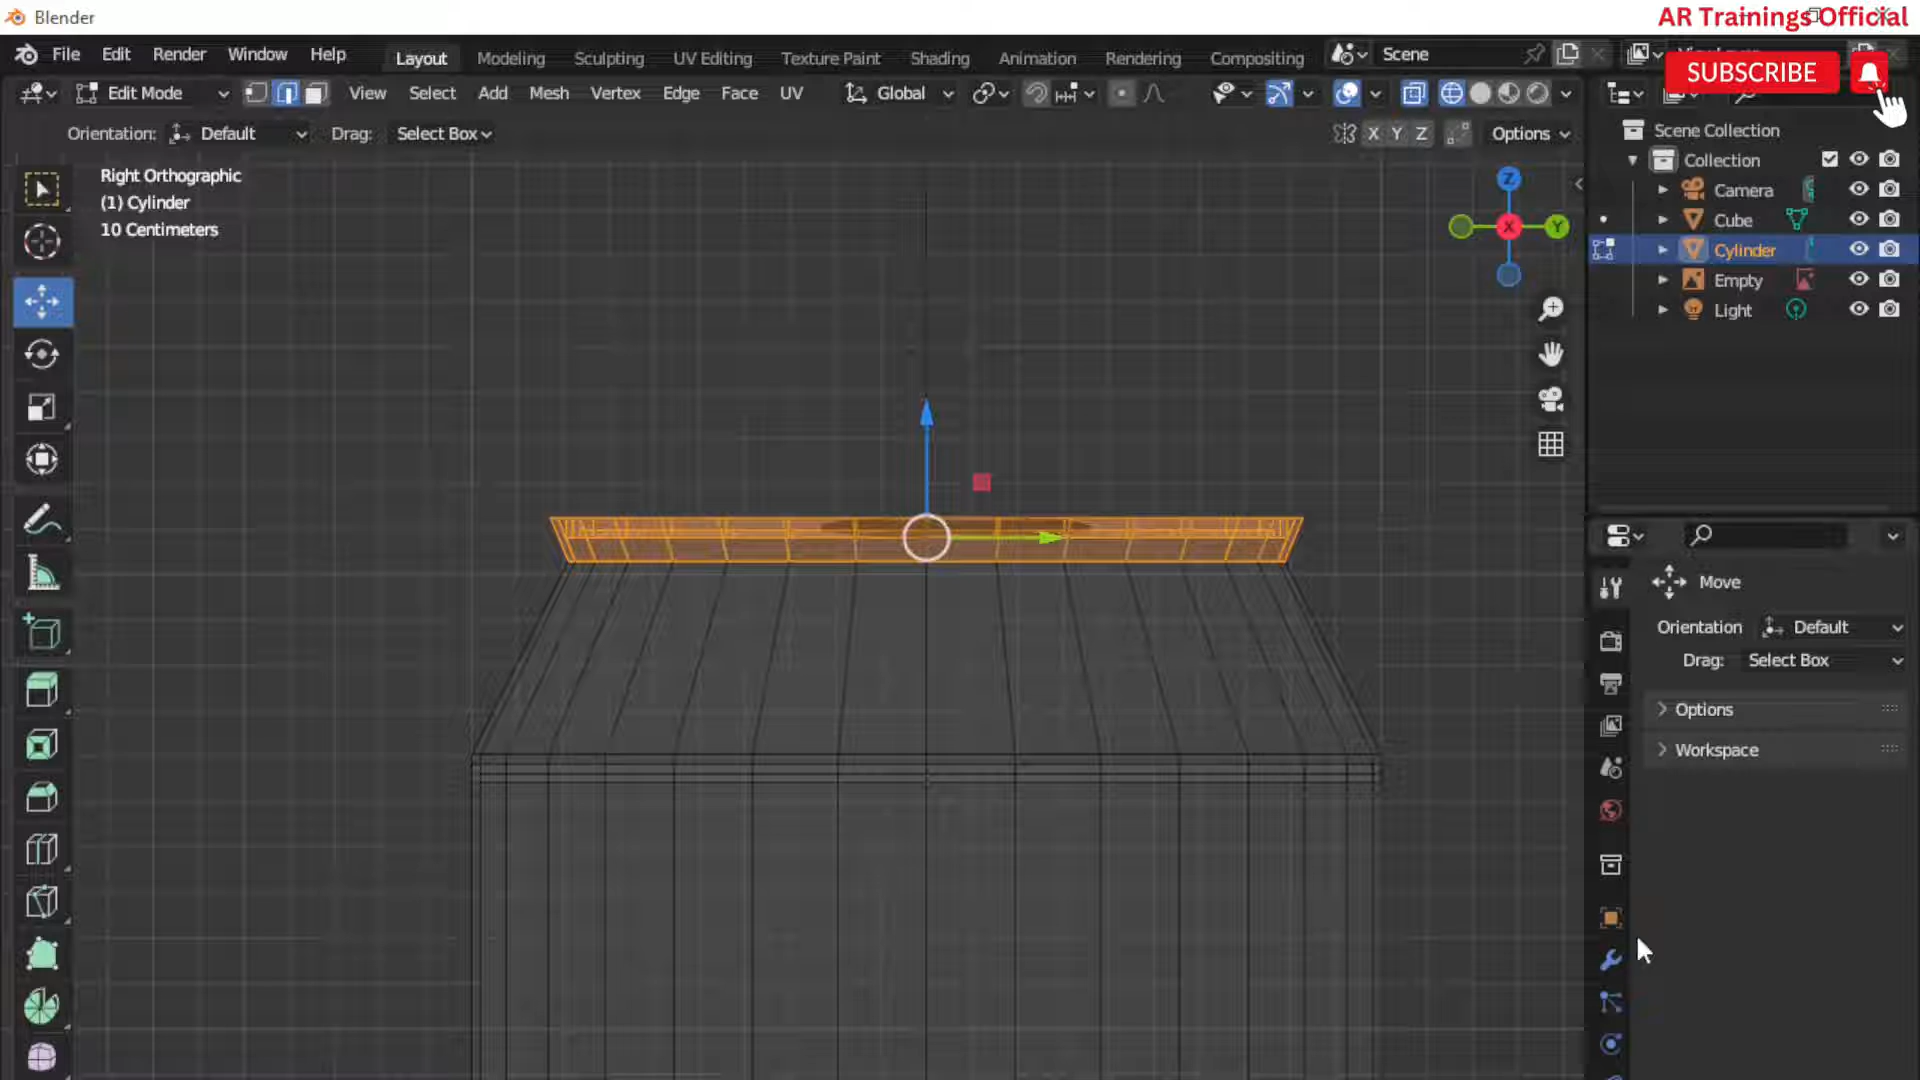 Blender
AR Trainings Official
File Edit Render Window Help
Layout Modeling Sculpting UV Editing Texture Paint Shading Animation Rendering Compositing
Scene
SUBSCRIBE
Edit Mode
View Select Add Mesh Vertex Edge Face UV
Global
Orientation: Default Drag: Select Box
X Y Z Options
Right Orthographic
(1) Cylinder
10 Centimeters
Z
X
Y
Scene Collection
Collection
Camera
Cube
Cylinder
Empty
Light
Move
Orientation Default
Drag: Select Box
Options
Workspace